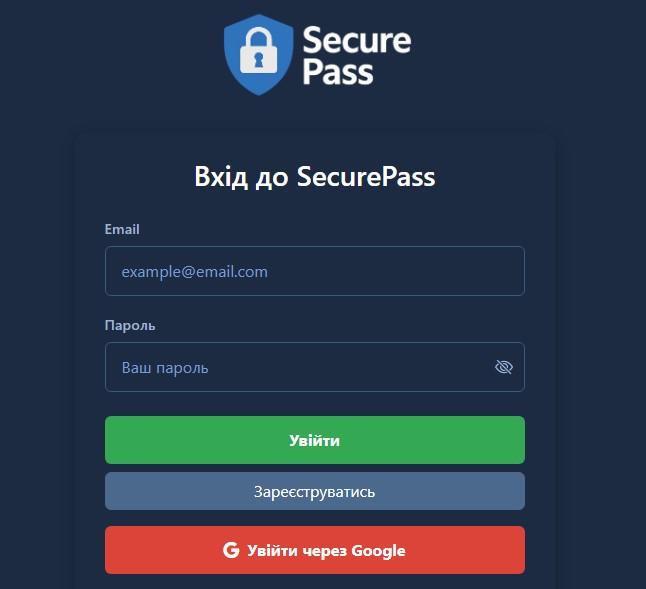 Secure
Pass
Вхід до SecurePass
Email
example@email.com
Пароль
Ваш пароль
Увійти
Зареєструватись
G Увійти через Google